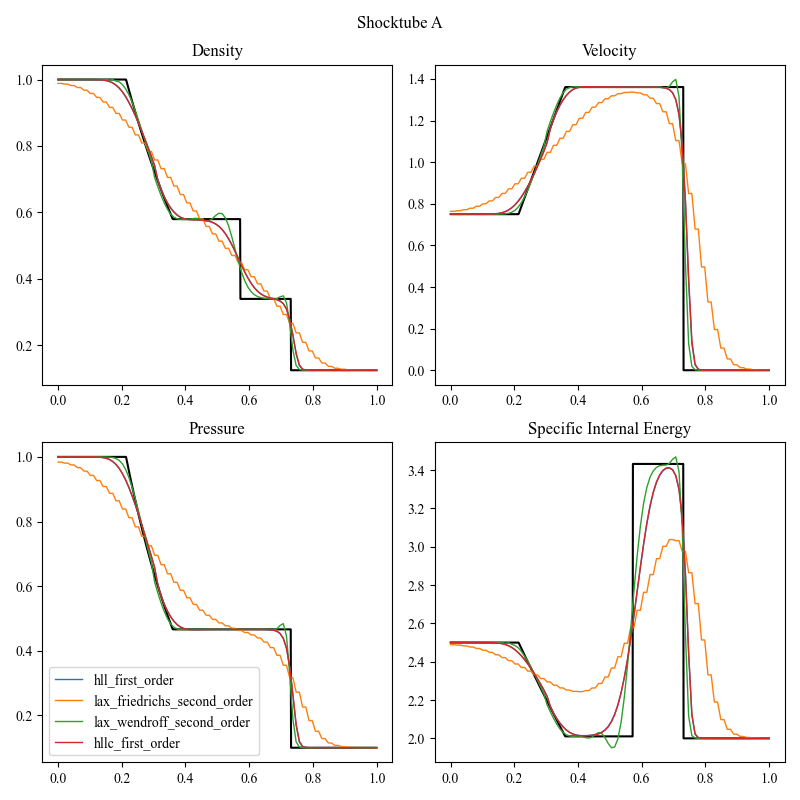 Shocktube A
Density
Velocity
1.0
0.8
0.6
0.4
0.2
0.0 0.2 0.4 0.6 0.8 1.0
1.4
1.2
1.0
0.8
0.6
0.4
0.2
0.0
0.0 0.2 0.4 0.6 0.8 1.0
Pressure
Specific Internal Energy
1.0
0.8
0.6
0.4
0.2
hll_first_order
lax_friedrichs_second_order
lax_wendroff_second_order
hllc_first_order
0.0 0.2 0.4 0.6 0.8 1.0
3.4
3.2
3.0
2.8
2.6
2.4
2.2
2.0
0.0 0.2 0.4 0.6 0.8 1.0